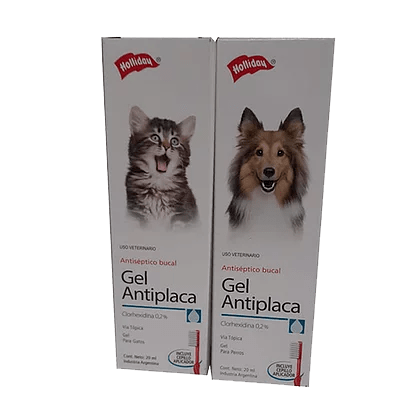 Holliday®
USO VETERINARIO
Antiséptico bucal
Gel
Antiplaca
Clorhexidina 0,2%
Vía Tópica
Gel
Para Gatos
Cont. Neto: 20 ml
Industria Argentina
INCLUYE
CEPILLO
APLICADOR
Holliday®
USO VETERINARIO
Antiséptico bucal
Gel
Antiplaca
Clorhexidina 0,2%
Vía Tópica
Gel
Para Perros
Cont. Neto: 20 ml
Industria Argentina
INCLUYE
CEPILLO
APLICADOR